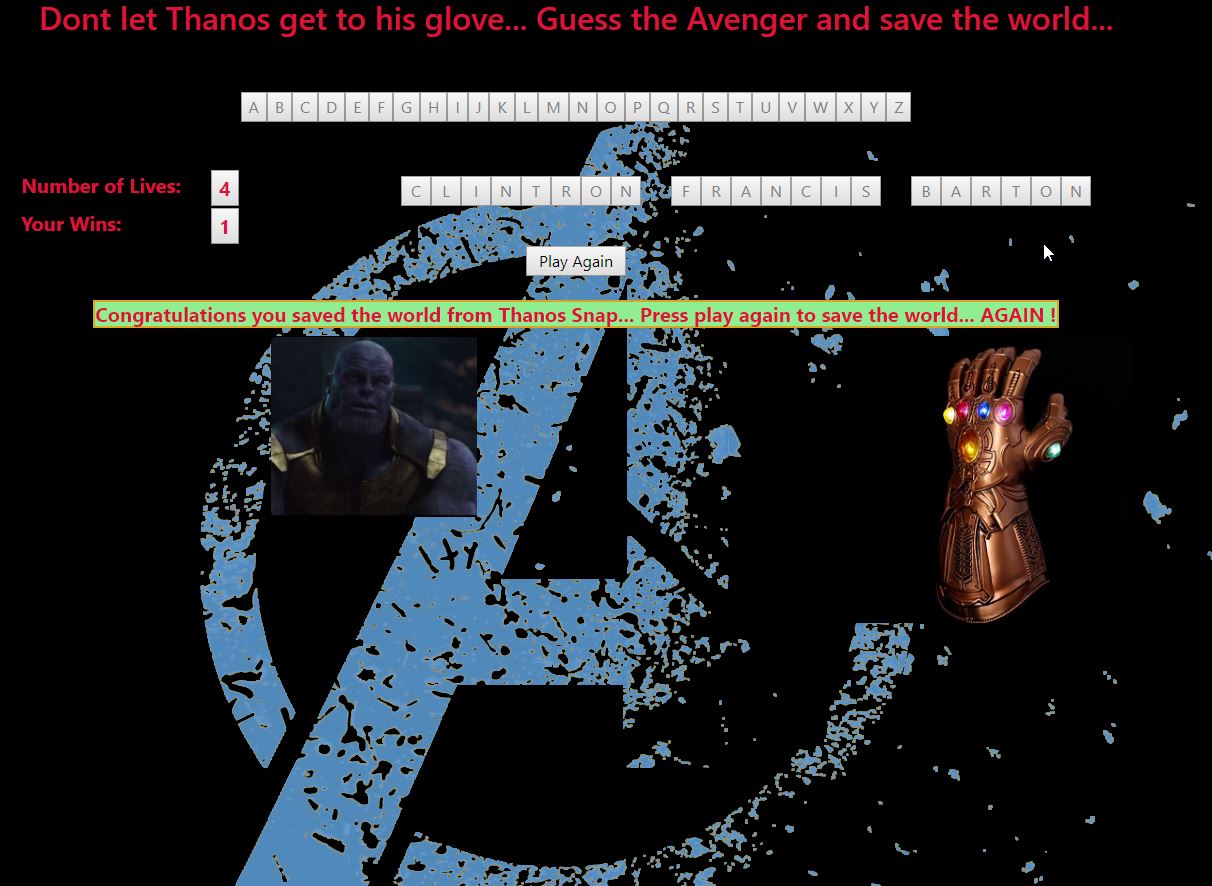 Dont let Thanos get to his glove... Guess the Avenger and save the world...
A B C D E F G H I J K L M N O P Q R S T U V W X Y Z
Number of Lives: 4
C L I N T R O N F R A N C I S B A R T O N
Your Wins: 1
Play Again
Congratulations you saved the world from Thanos Snap... Press play again to save the world... AGAIN !